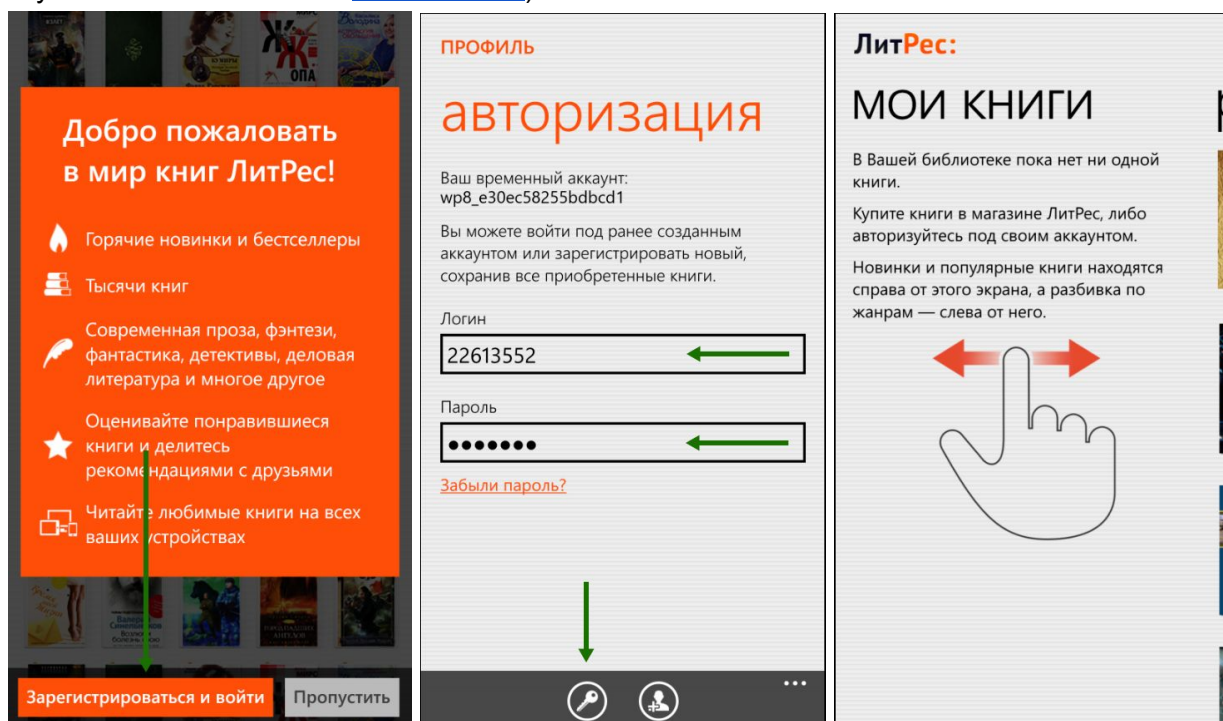 Добро пожаловать
в мир книг ЛитРес!
Горячие новинки и бестселлеры
Тысячи книг
Современная проза, фэнтези,
фантастика, детективы, деловая
литература и многое другое
Оценивайте понравившиеся
книги и делитесь
рекомендациями с друзьями
Читайте любимые книги на всех
ваших устройствах
Зарегистрироваться и войти
Пропустить
ПРОФИЛЬ
авторизация
Ваш временный аккаунт:
wp8_e30ec58255bdbcd1
Вы можете войти под ранее созданным
аккаунтом или зарегистрировать новый,
сохранив все приобретенные книги.
Логин
22613552
Пароль
●●●●●●●
Забыли пароль?
...
ЛитРес:
МОИ КНИГИ
В Вашей библиотеке пока нет ни одной
книги.
Купите книги в магазине ЛитРес, либо
авторизуйтесь под своим аккаунтом.
Новинки и популярные книги находятся
справа от этого экрана, а разбивка по
жанрам — слева от него.